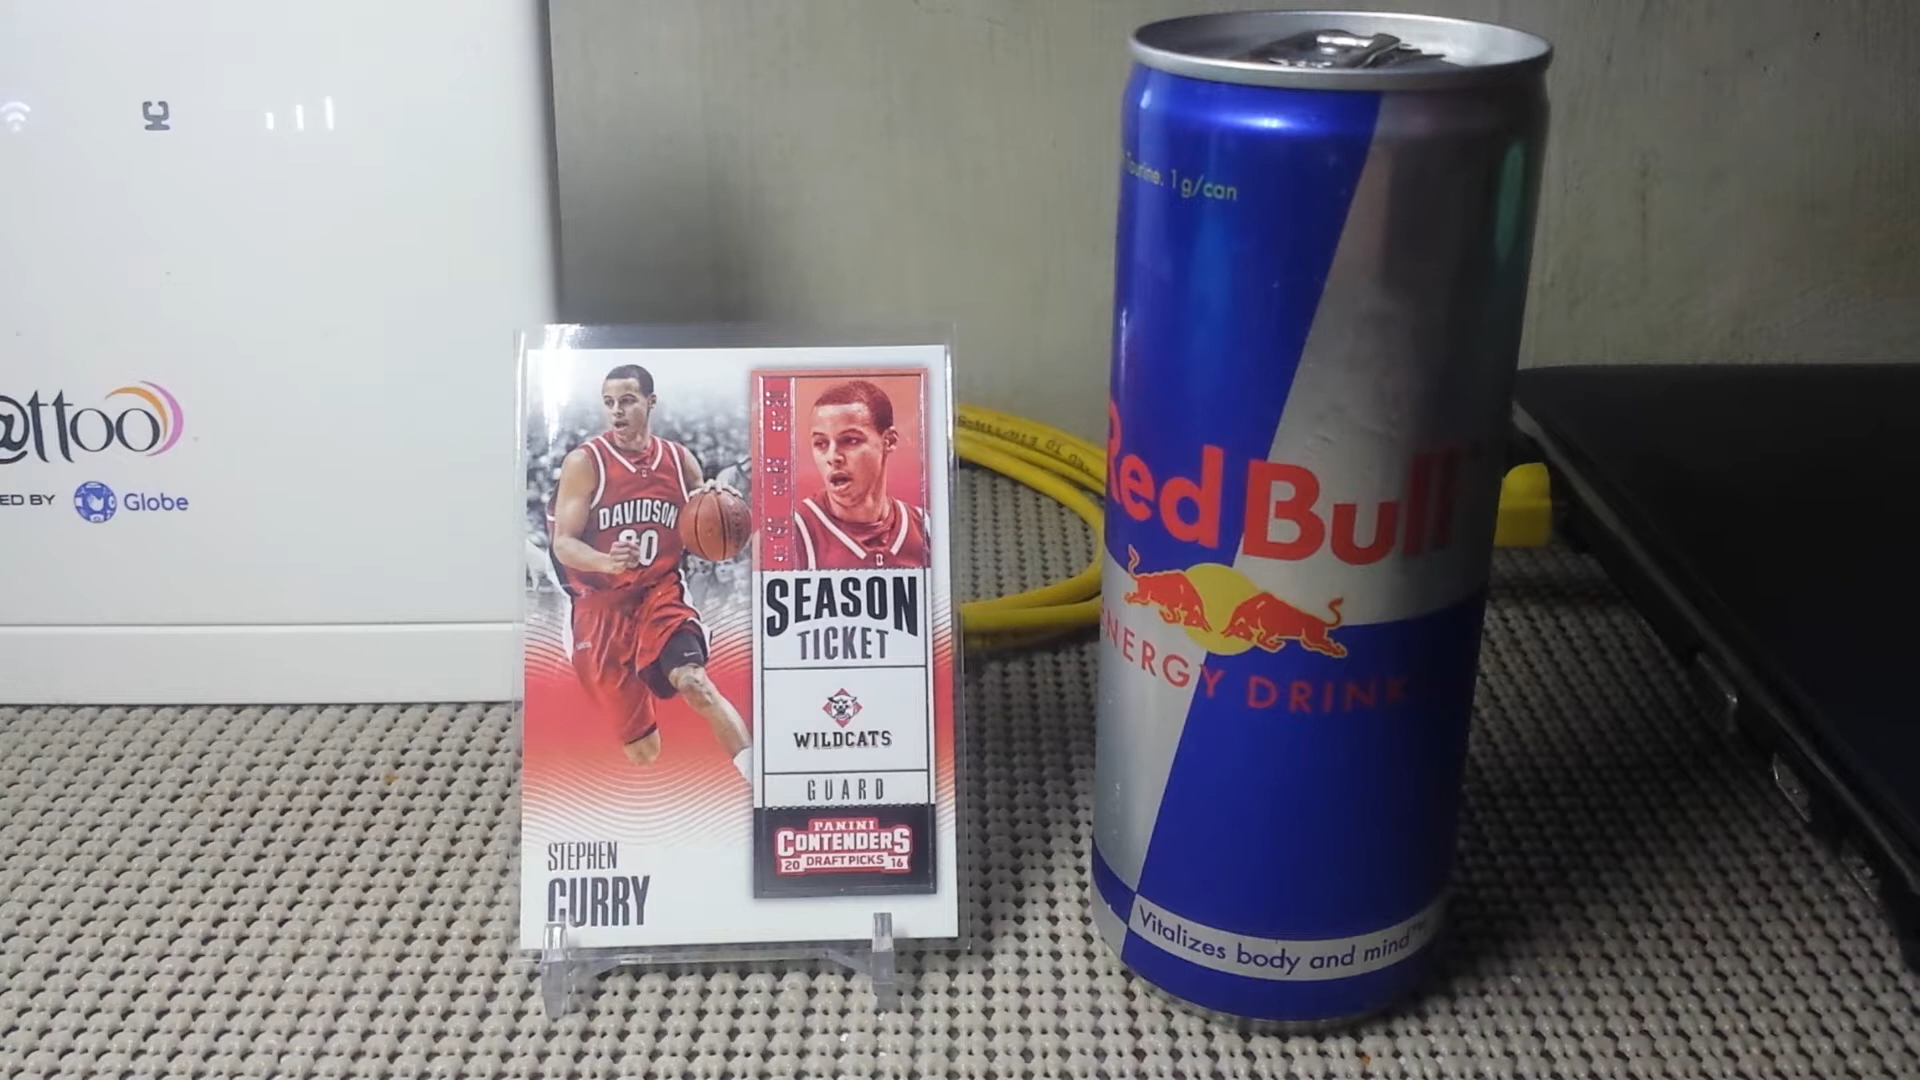 @ttoo
ED BY Globe
DAVIDSON
30
SEASON
TICKET
WILDCATS
GUARD
PANINI
CONTENDERS
20 DRAFT PICKS 16
STEPHEN
CURRY
Taurine. 1g/can
Red Bull
ENERGY DRINK
Vitalizes body and mind™